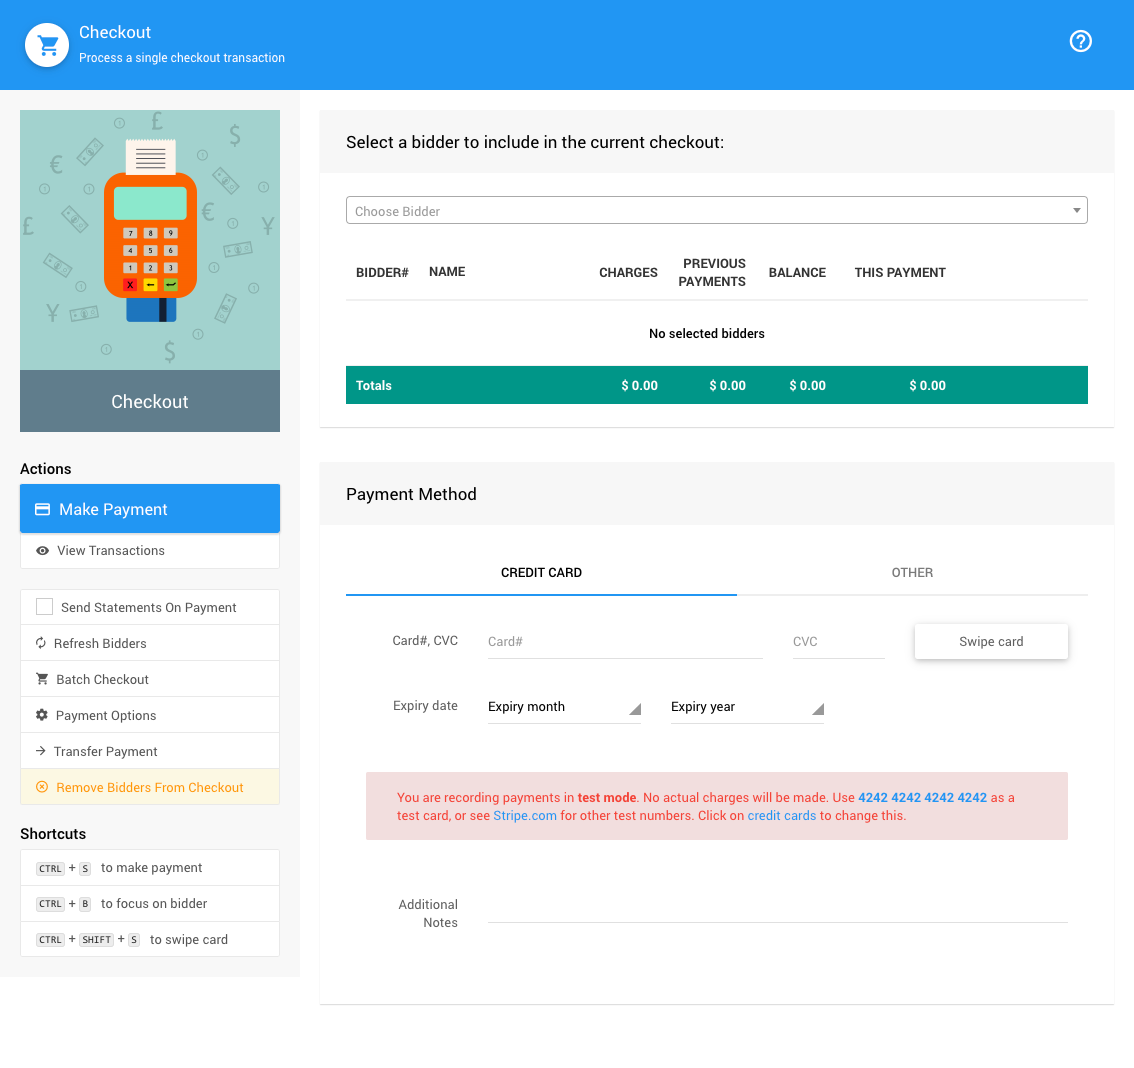 Checkout
Process a single checkout transaction
£
$
€
£
€
¥
¥
$
7 8 9
4 5 6
1 2 3
X
Checkout
Actions
Make Payment
View Transactions
Send Statements On Payment
Refresh Bidders
Batch Checkout
Payment Options
Transfer Payment
Remove Bidders From Checkout
Shortcuts
CTRL + S to make payment
CTRL + B to focus on bidder
CTRL + SHIFT + S to swipe card
Select a bidder to include in the current checkout:
Choose Bidder
BIDDER# NAME CHARGES PREVIOUS PAYMENTS BALANCE THIS PAYMENT
No selected bidders
Totals $ 0.00 $ 0.00 $ 0.00 $ 0.00
Payment Method
CREDIT CARD OTHER
Card#, CVC Card# CVC Swipe card
Expiry date Expiry month Expiry year
You are recording payments in test mode. No actual charges will be made. Use 4242 4242 4242 4242 as a
test card, or see Stripe.com for other test numbers. Click on credit cards to change this.
Additional
Notes